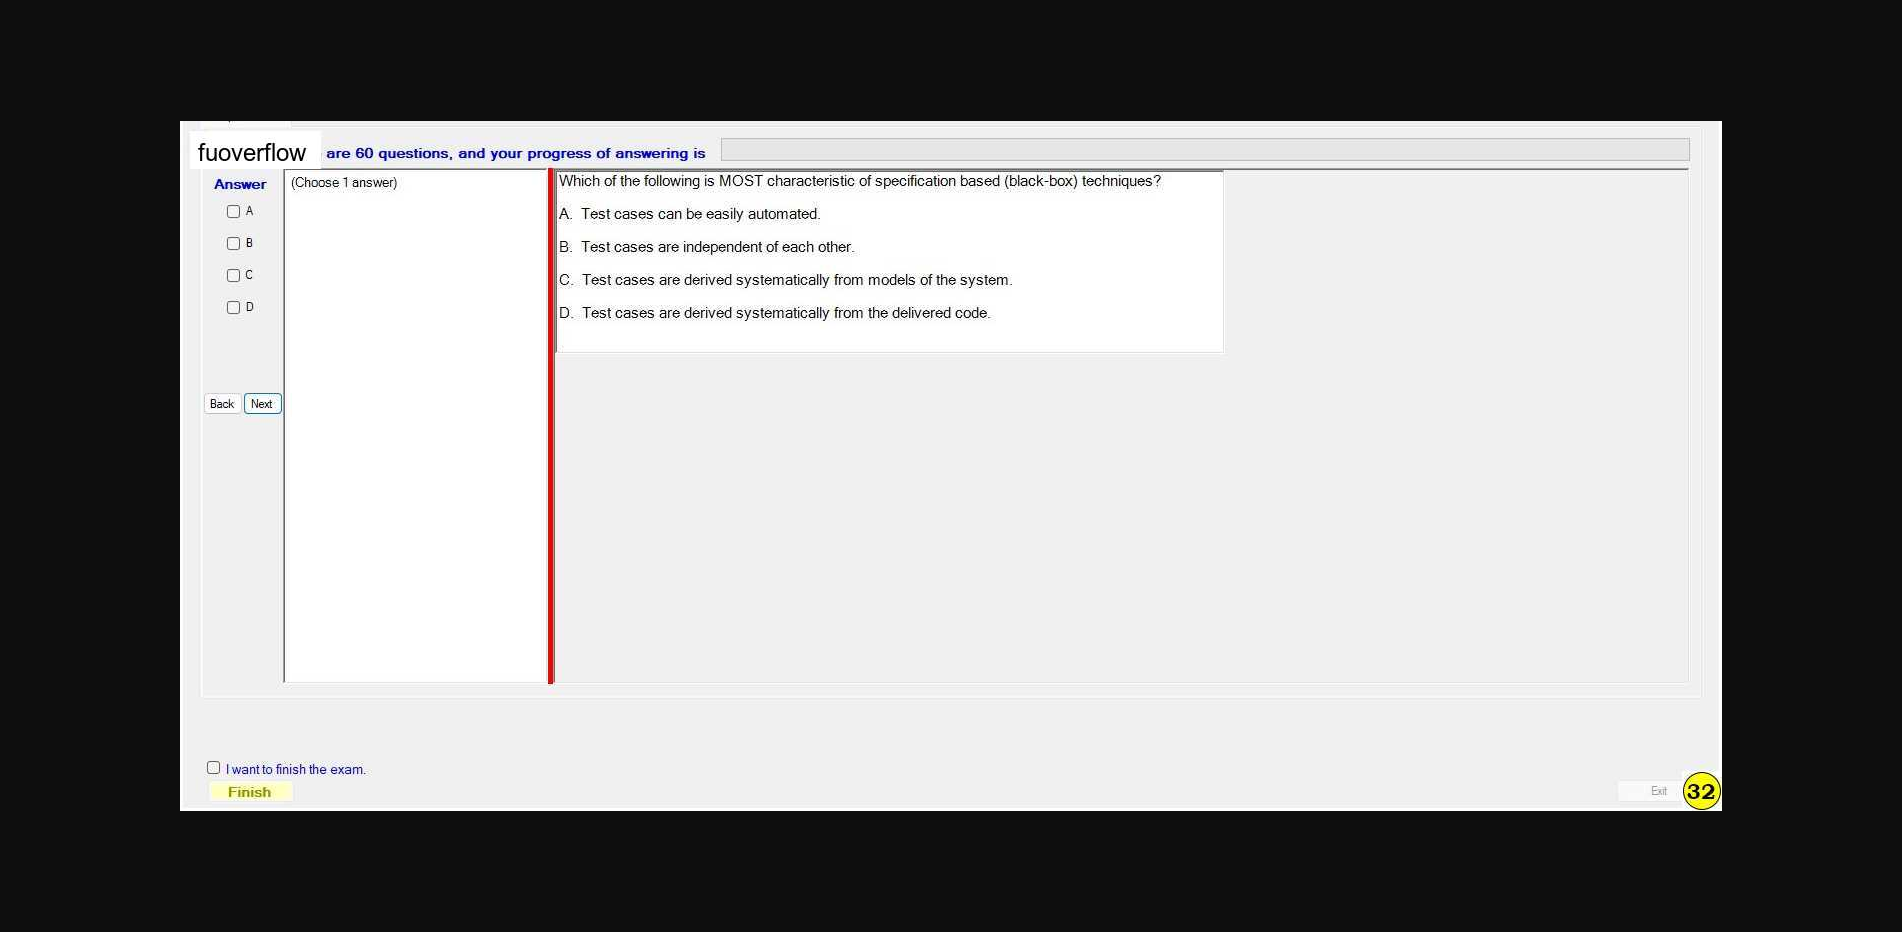 fuoverflow are 60 questions, and your progress of answering is
Answer
(Choose 1 answer)
A
B
C
D
Back Next
Which of the following is MOST characteristic of specification based (black-box) techniques?
A. Test cases can be easily automated.
B. Test cases are independent of each other.
C. Test cases are derived systematically from models of the system.
D. Test cases are derived systematically from the delivered code.
I want to finish the exam.
Finish
Exit
32